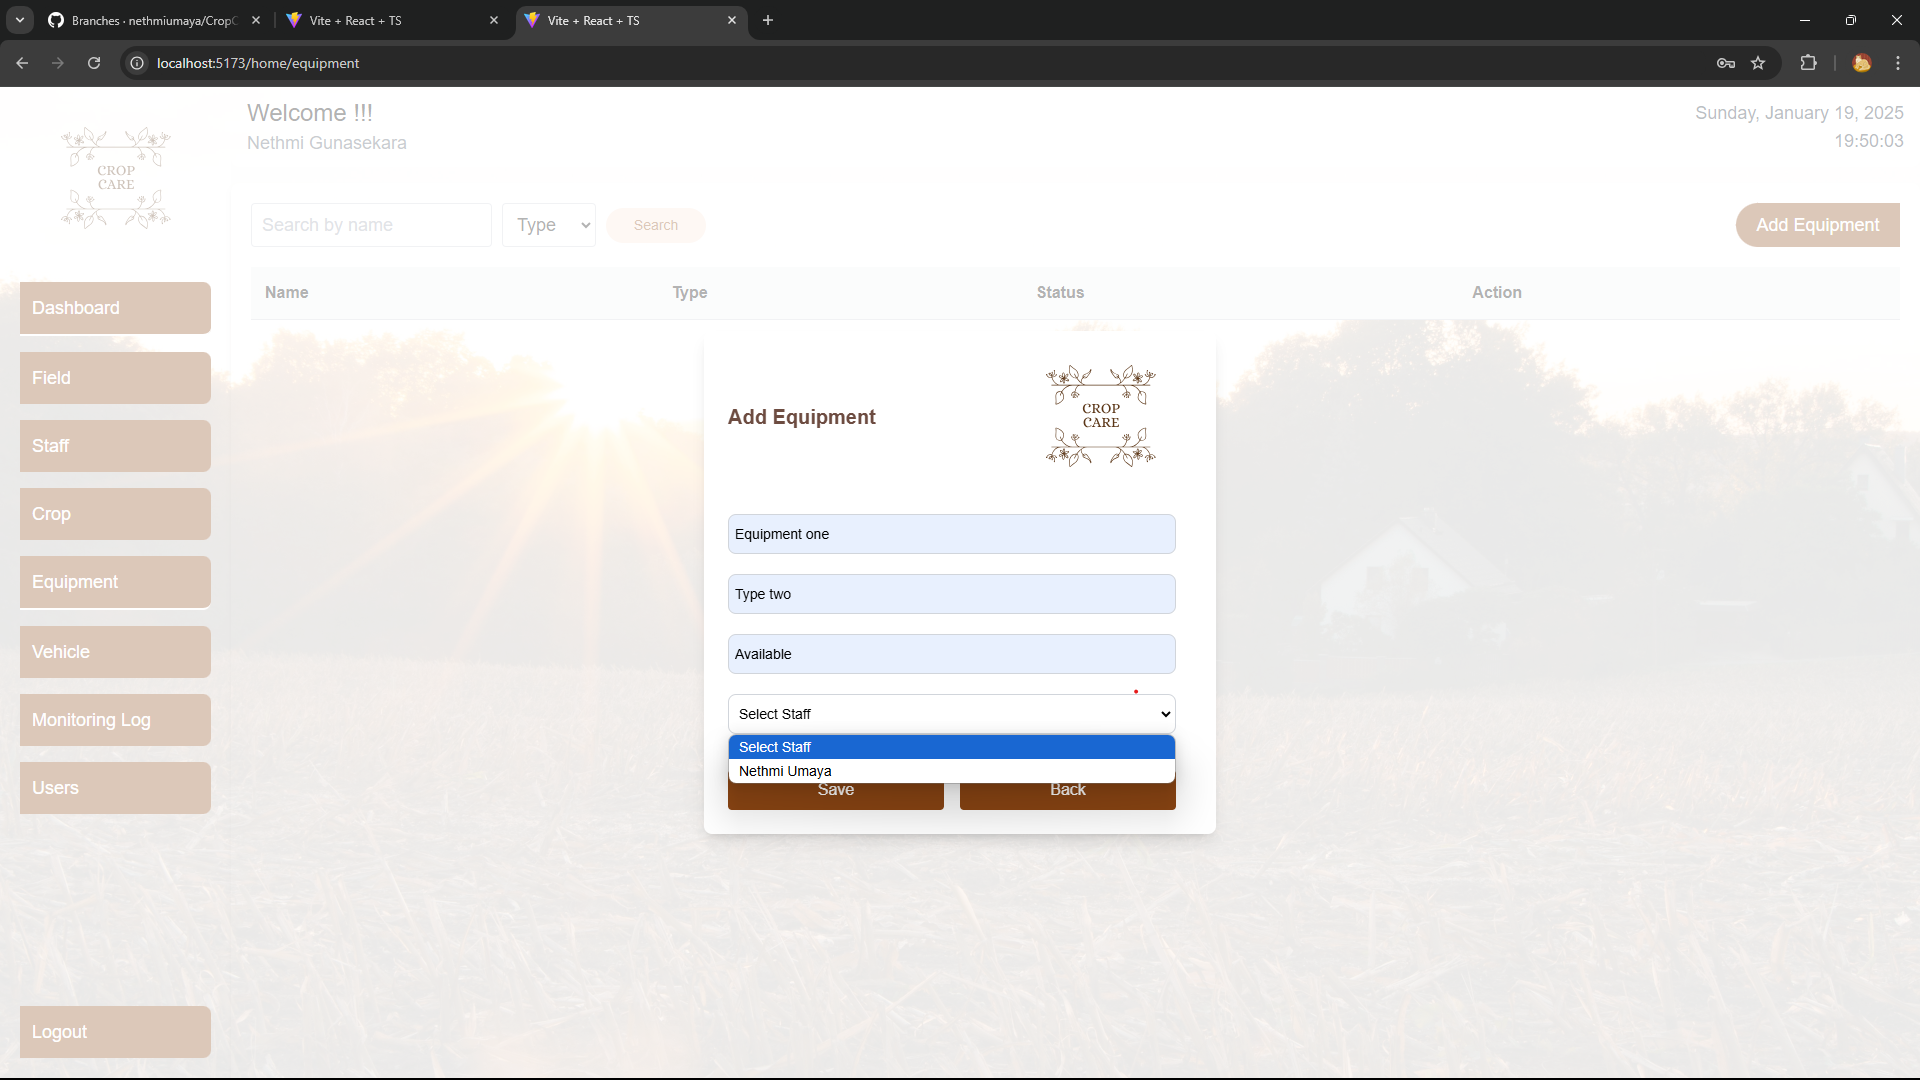 Branches · nethmiumaya/Crop
Vite + React + TS
Vite + React + TS
localhost:5173/home/equipment
CROP
CARE
Welcome !!!
Nethmi Gunasekara
Sunday, January 19, 2025
19:50:03
Search by name
Type
Search
Add Equipment
Name Type Status Action
Dashboard
Field
Staff
Crop
Equipment
Vehicle
Monitoring Log
Users
Logout
Add Equipment
CROP
CARE
Equipment one
Type two
Available
Select Staff
Select Staff
Nethmi Umaya
Save
Back